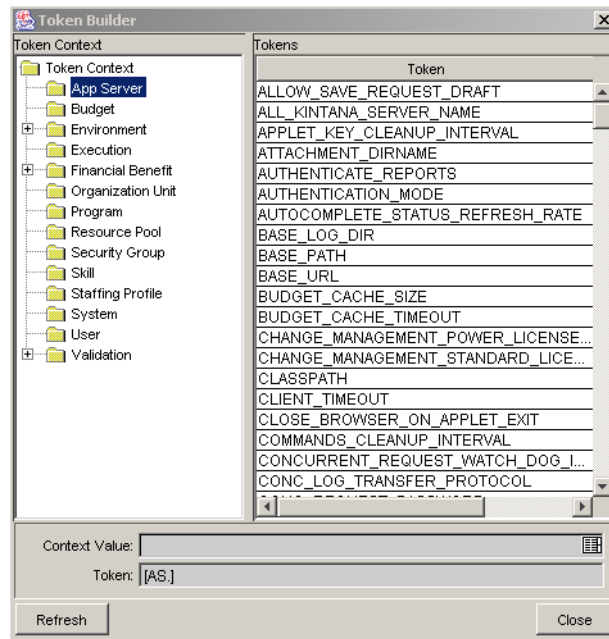 Token Builder
Token Context
Token Context
App Server
Budget
Environment
Execution
Financial Benefit
Organization Unit
Program
Resource Pool
Security Group
Skill
Staffing Profile
System
User
Validation
Tokens
Token
ALLOW_SAVE_REQUEST_DRAFT
ALL_KINTANA_SERVER_NAME
APPLET_KEY_CLEANUP_INTERVAL
ATTACHMENT_DIRNAME
AUTHENTICATE_REPORTS
AUTHENTICATION_MODE
AUTOCOMPLETE_STATUS_REFRESH_RATE
BASE_LOG_DIR
BASE_PATH
BASE_URL
BUDGET_CACHE_SIZE
BUDGET_CACHE_TIMEOUT
CHANGE_MANAGEMENT_POWER_LICENSE...
CHANGE_MANAGEMENT_STANDARD_LICE...
CLASSPATH
CLIENT_TIMEOUT
CLOSE_BROWSER_ON_APPLET_EXIT
COMMANDS_CLEANUP_INTERVAL
CONCURRENT_REQUEST_WATCH_DOG_I...
CONC_LOG_TRANSFER_PROTOCOL
Context Value:
Token: [AS.]
Refresh
Close